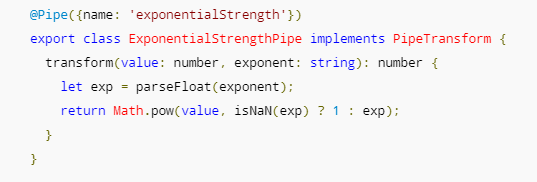 @Pipe({name: 'exponentialStrength'})
export class ExponentialStrengthPipe implements PipeTransform {
  transform(value: number, exponent: string): number {
    let exp = parseFloat(exponent);
    return Math.pow(value, isNaN(exp) ? 1 : exp);
  }
}